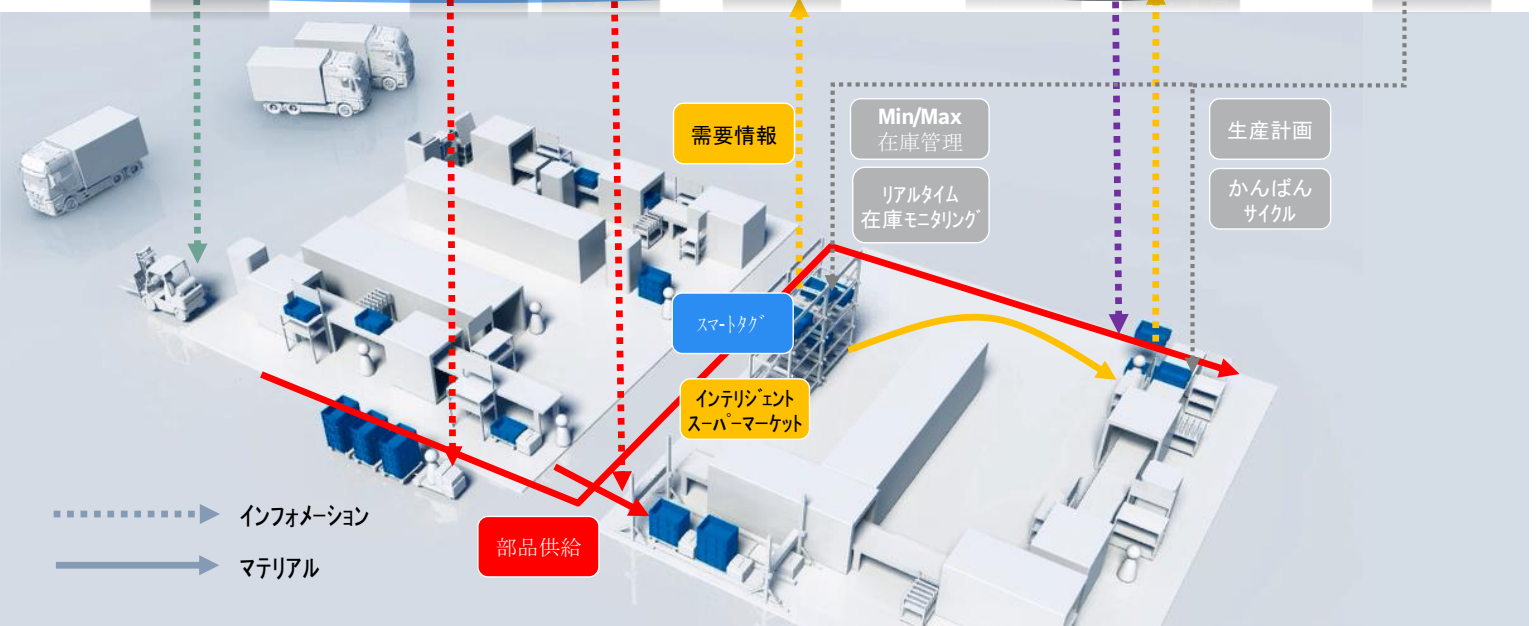 需要情報
Min/Max
在庫管理
リアルタイム
在庫モニタリング
生産計画
かんばん
サイクル
スマートタグ
インテリジェント
スーパーマーケット
部品供給
インフォメーション
マテリアル